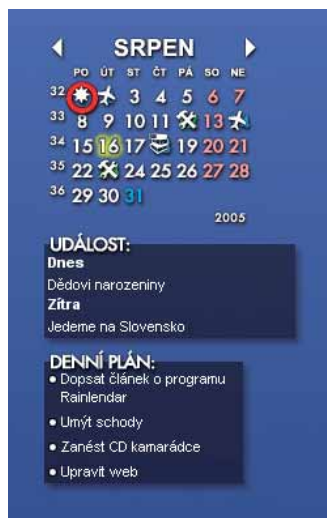 SRPEN
PO ÚT ST ČT PÁ SO NE
32 3 4 5 6 7
33 8 9 10 11 13
34 15 16 17 19 20 21
35 22 24 25 26 27 28
36 29 30 31
2005
UDÁLOST:
Dnes
Dědovi narozeniny
Zítra
Jedeme na Slovensko
DENNÍ PLÁN:
• Dopsat článek o programu
Rainlendar
• Umýt schody
• Zanést CD kamarádce
• Upravit web